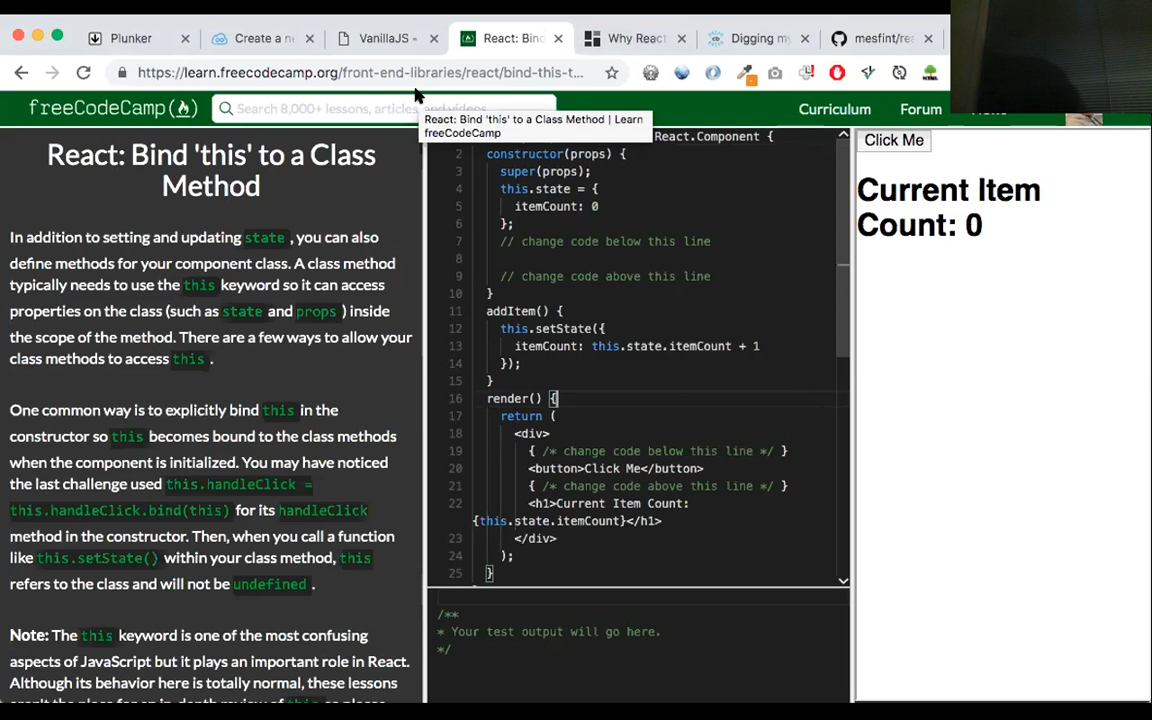 Plunker
Create a n
VanillaJS -
React: Bin
Why React
Digging my
mesfint/rea
https://learn.freecodecamp.org/front-end-libraries/react/bind-this-t...
freeCodeCamp
Search 8,000+ lessons, articles, and videos
Curriculum
Forum
React: Bind 'this' to a Class Method | Learn
freeCodeCamp
React: Bind 'this' to a Class
Method
In addition to setting and updating state , you can also
define methods for your component class. A class method
typically needs to use the this keyword so it can access
properties on the class (such as state and props ) inside
the scope of the method. There are a few ways to allow your
class methods to access this .
One common way is to explicitly bind this in the
constructor so this becomes bound to the class methods
when the component is initialized. You may have noticed
the last challenge used this.handleClick =
this.handleClick.bind(this) for its handleClick
method in the constructor. Then, when you call a function
like this.setState() within your class method, this
refers to the class and will not be undefined .
Note: The this keyword is one of the most confusing
aspects of JavaScript but it plays an important role in React.
Although its behavior here is totally normal, these lessons
React.Component {
2 constructor(props) {
3 super(props);
4 this.state = {
5 itemCount: 0
6 };
7 // change code below this line
8
9 // change code above this line
10 }
11 addItem() {
12 this.setState({
13 itemCount: this.state.itemCount + 1
14 });
15 }
16 render() {
17 return (
18 <div>
19 { /* change code below this line */ }
20 <button>Click Me</button>
21 { /* change code above this line */ }
22 <h1>Current Item Count:
{this.state.itemCount}</h1>
23 </div>
24 );
25 }
/**
* Your test output will go here.
*/
Click Me
Current Item
Count: 0